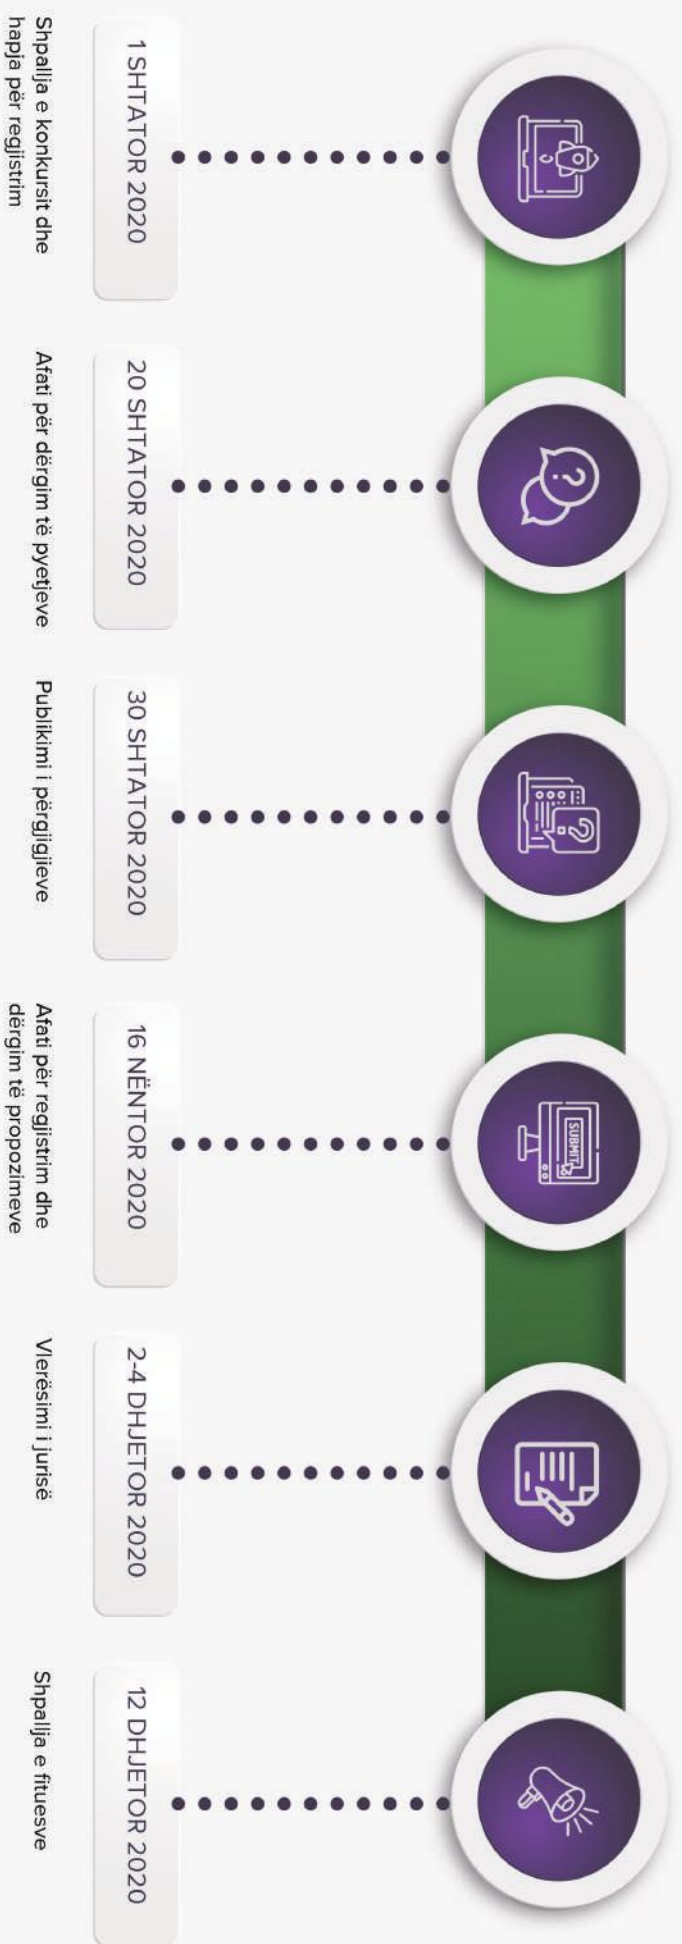 1 SHTATOR 2020
Shpallja e konkursit dhe
hapja për regjistrim
20 SHTATOR 2020
Afati për dërgim të pyetjeve
30 SHTATOR 2020
Publikimi i përgjigjieve
SUBMIT
16 NËNTOR 2020
Afati për regjistrim dhe
dërgim të propozimeve
2-4 DHJETOR 2020
Vlerësimi i jurisë
12 DHJETOR 2020
Shpallja e fituesve